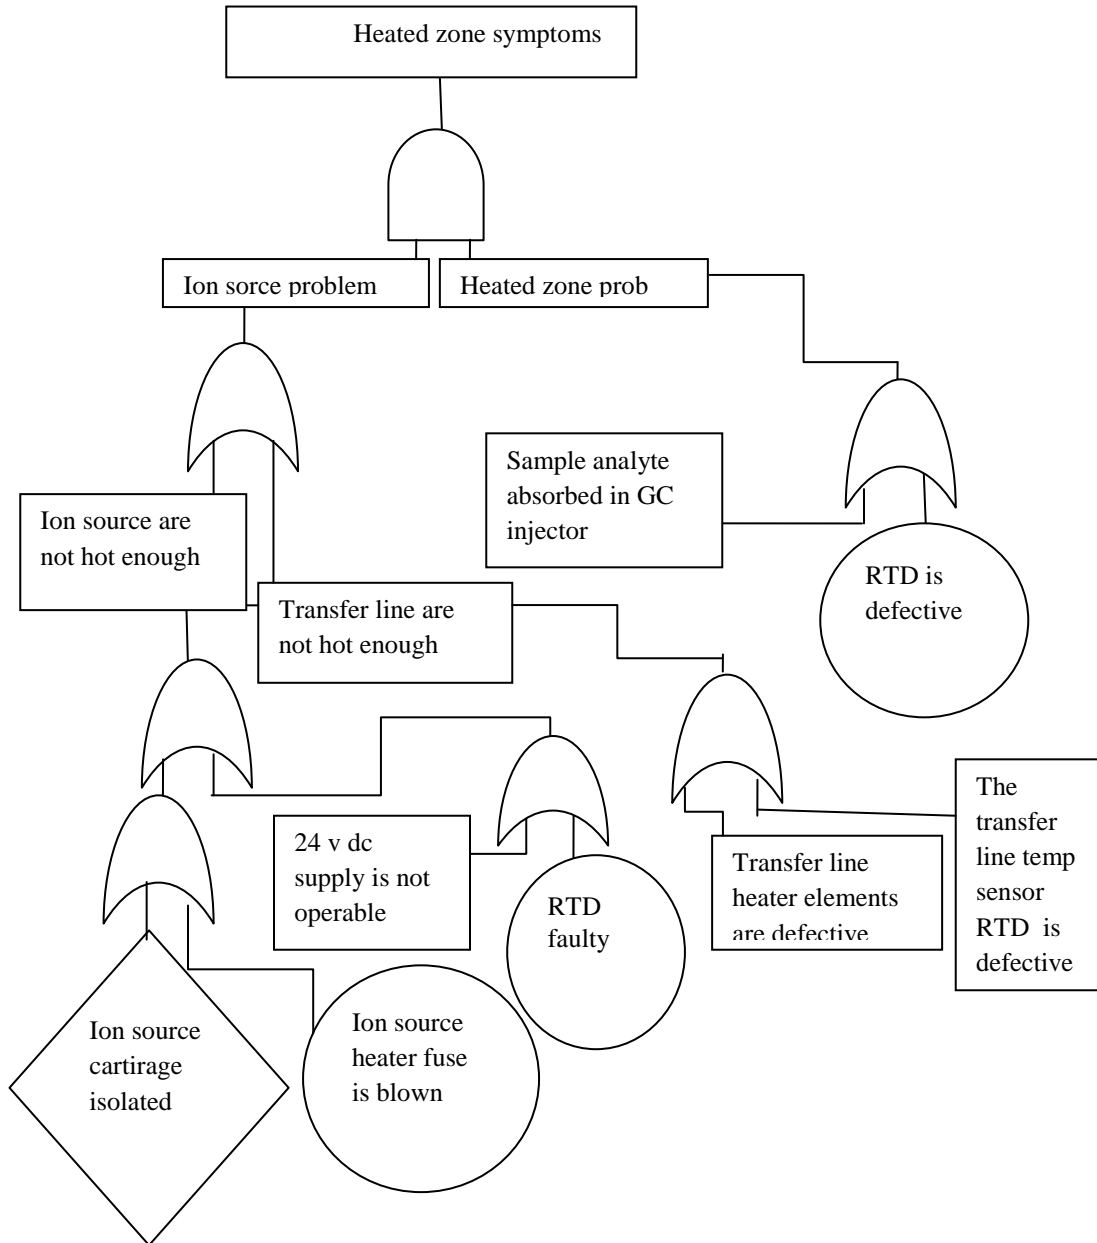 Heated zone symptoms
Ion sorce problem
Heated zone prob
Sample analyte
absorbed in GC
injector
Ion source are
not hot enough
RTD is
defective
Transfer line are
not hot enough
24 v dc
supply is not
operable
RTD
faulty
Transfer line
heater elements
are defective
The
transfer
line temp
sensor
RTD is
defective
Ion source
cartirage
isolated
Ion source
heater fuse
is blown